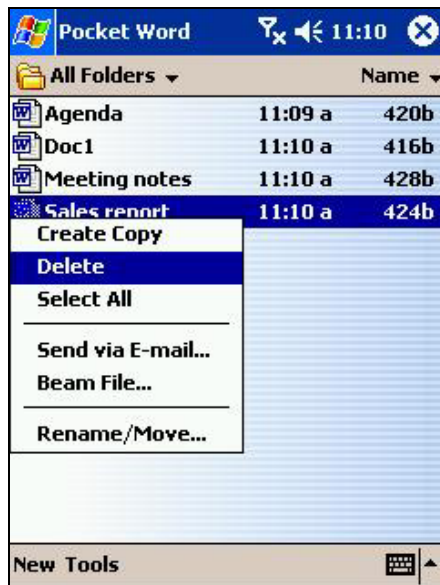 Pocket Word 11:10
All Folders Name
Agenda 11:09 a 420b
Doc1 11:10 a 416b
Meeting notes 11:10 a 428b
Sales report 11:10 a 424b
Create Copy
Delete
Select All
Send via E-mail...
Beam File...
Rename/Move...
New Tools